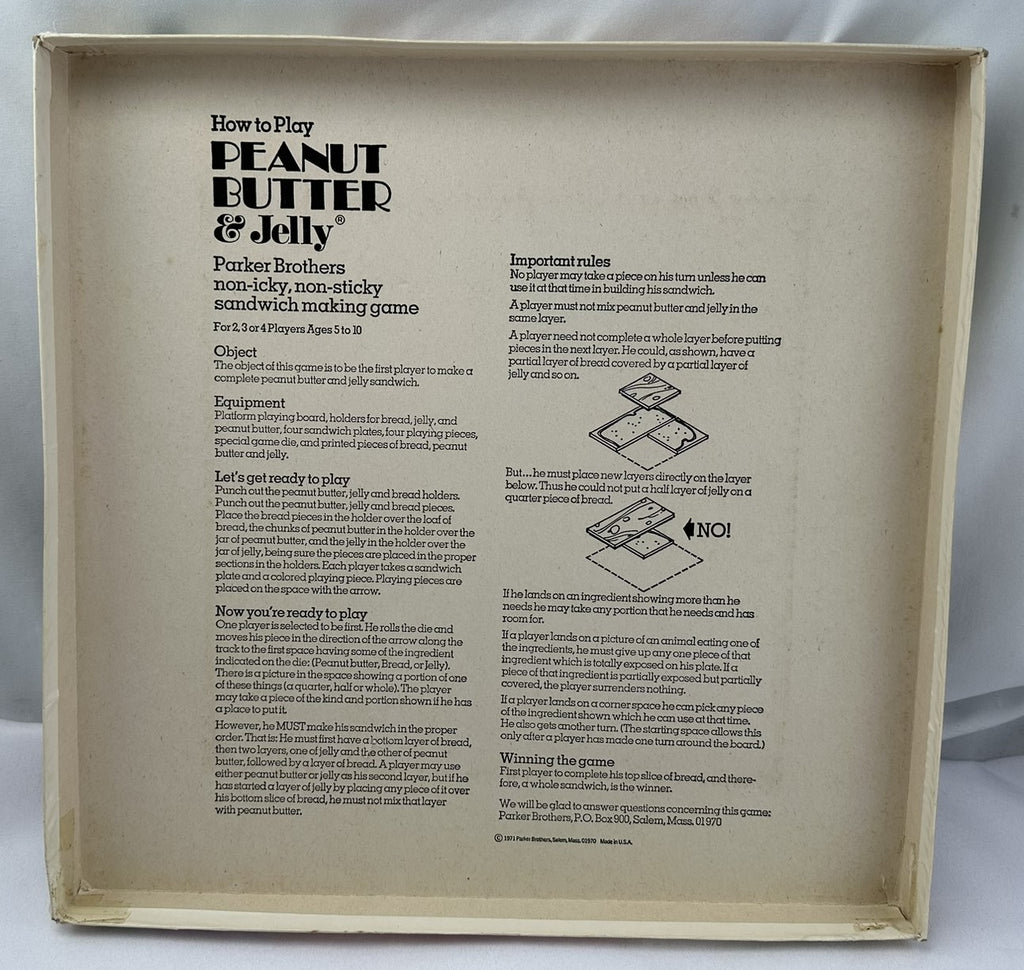 How to Play
PEANUT
BUTTER
& Jelly®
Parker Brothers
non-icky, non-sticky
sandwich making game
For 2, 3 or 4 Players Ages 5 to 10
Object
The object of this game is to be the first player to make a
complete peanut butter and jelly sandwich.
Equipment
Platform playing board, holders for bread, jelly, and
peanut butter, four sandwich plates, four playing pieces,
special game die, and printed pieces of bread, peanut
butter and jelly.
Let's get ready to play
Punch out the peanut butter, jelly and bread holders.
Punch out the peanut butter, jelly and bread pieces.
Place the bread pieces in the holder over the loaf of
bread, the chunks of peanut butter in the holder over the
jar of peanut butter, and the jelly in the holder over the
jar of jelly, being sure the pieces are placed in the proper
sections in the holders. Each player takes a sandwich
plate and a colored playing piece. Playing pieces are
placed on the space with the arrow.
Now you're ready to play
One player is selected to be first. He rolls the die and
moves his piece in the direction of the arrow along the
track to the first space having some of the ingredient
indicated on the die: (Peanut butter, Bread, or Jelly).
There is a picture in the space showing a portion of one
of these things (a quarter, half or whole). The player
may take a piece of the kind and portion shown if he has
a place to put it.
However, he MUST make his sandwich in the proper
order. That is: He must first have a bottom layer of bread,
then two layers, one of jelly and the other of peanut
butter, followed by a layer of bread. A player may use
either peanut butter or jelly as his second layer, but if he
has started a layer of jelly by placing any piece of it over
his bottom slice of bread, he must not mix that layer
with peanut butter.
Important rules
No player may take a piece on his turn unless he can
use it at that time in building his sandwich.
A player must not mix peanut butter and jelly in the
same layer.
A player need not complete a whole layer before putting
pieces in the next layer. He could, as shown, have a
partial layer of bread covered by a partial layer of
jelly and so on.
But...he must place new layers directly on the layer
below. Thus he could not put a half layer of jelly on a
quarter piece of bread.
NO!
If he lands on an ingredient showing more than he
needs he may take any portion that he needs and has
room for.
If a player lands on a picture of an animal eating one of
the ingredients, he must give up any one piece of that
ingredient which is totally exposed on his plate. If a
piece of that ingredient is partially exposed but partially
covered, the player surrenders nothing.
If a player lands on a corner space he can pick any piece
of the ingredient shown which he can use at that time.
He also gets another turn. (The starting space allows this
only after a player has made one turn around the board.)
Winning the game
First player to complete his top slice of bread, and there-
fore, a whole sandwich, is the winner.
We will be glad to answer questions concerning this game:
Parker Brothers, P.O. Box 900, Salem, Mass. 01970
© 1971 Parker Brothers, Salem, Mass. 01970 Made in U.S.A.